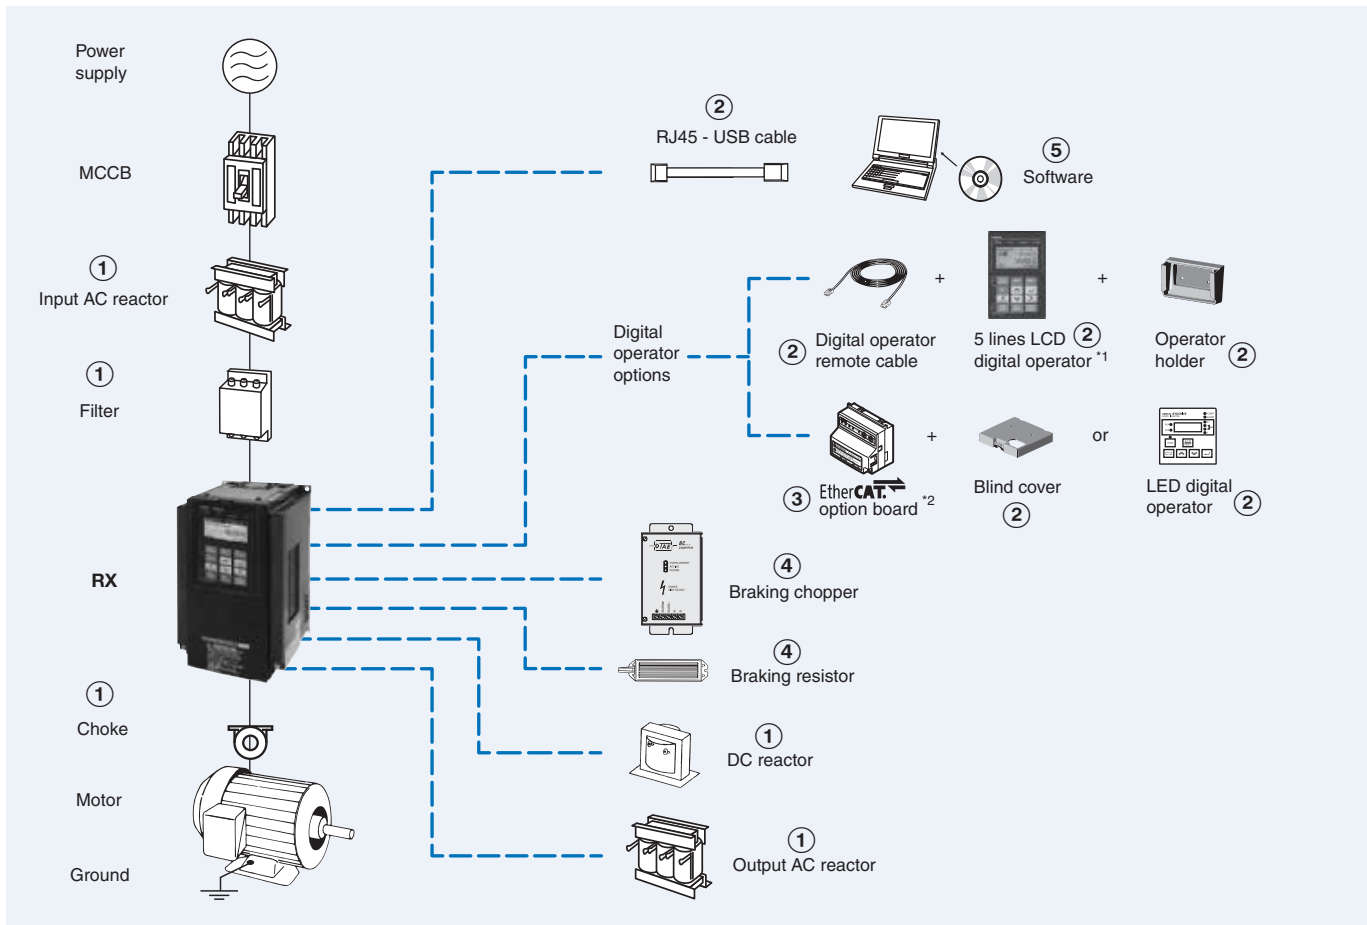 Power
supply
MCCB
1
Input AC reactor
1
Filter
RX
1
Choke
Motor
Ground
2
RJ45 - USB cable
5
Software
Digital
operator
options
2 Digital operator
remote cable
+
5 lines LCD 2
digital operator *1
+
Operator
holder 2
3 EtherCAT.
option board *2
+
Blind cover
2
or
LED digital
operator 2
4
Braking chopper
4
Braking resistor
1
DC reactor
1
Output AC reactor